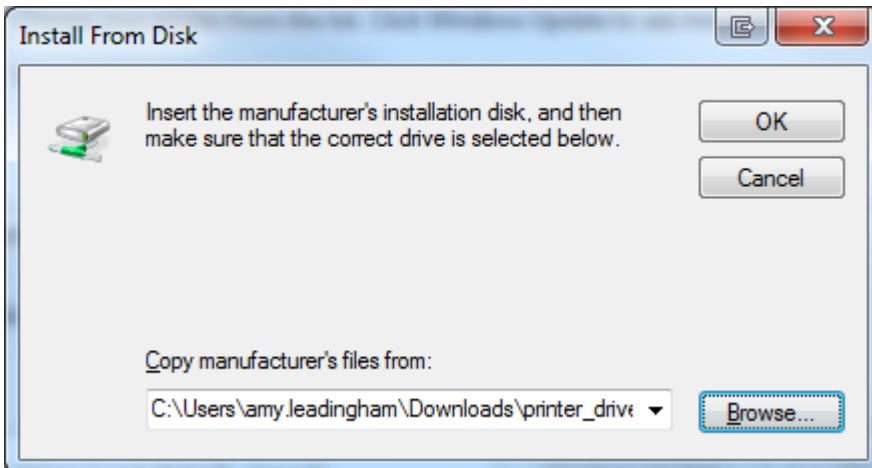 Install From Disk
Insert the manufacturer's installation disk, and then
make sure that the correct drive is selected below.
OK
Cancel
Copy manufacturer's files from:
C:\Users\amy.leadingham\Downloads\printer_drive
Browse...